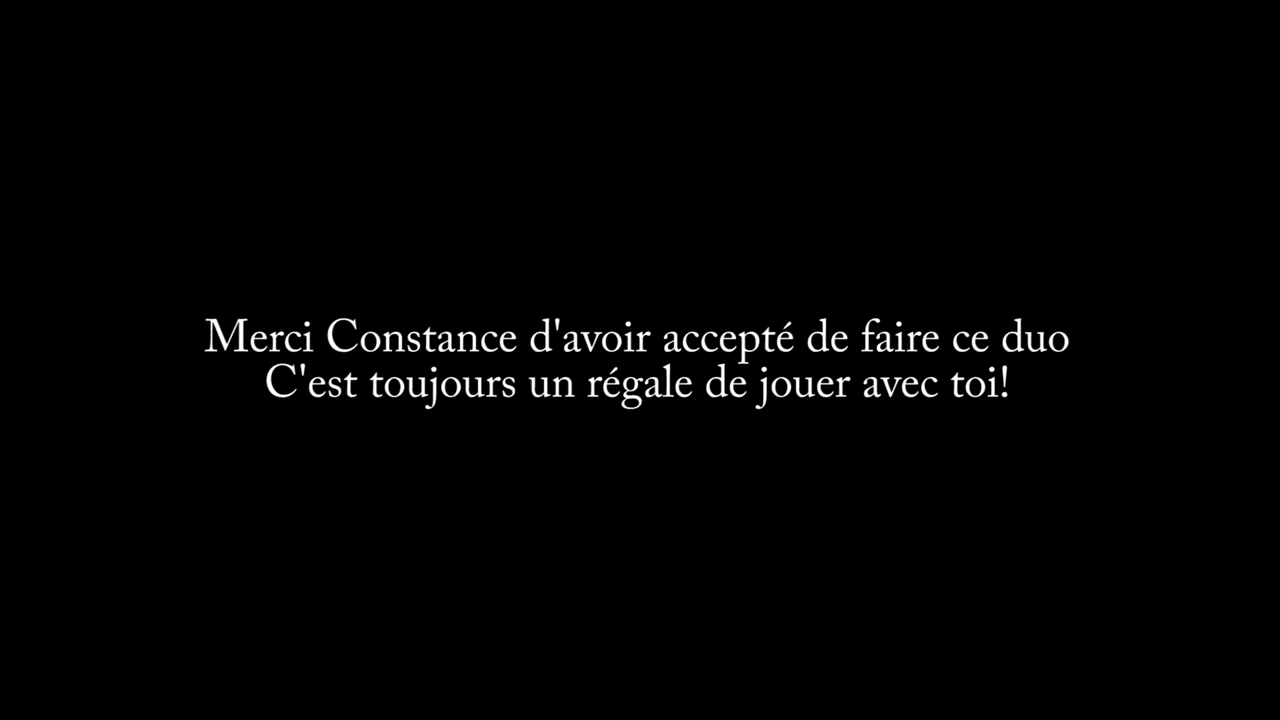 Merci Constance d'avoir accepté de faire ce duo
C'est toujours un régale de jouer avec toi!